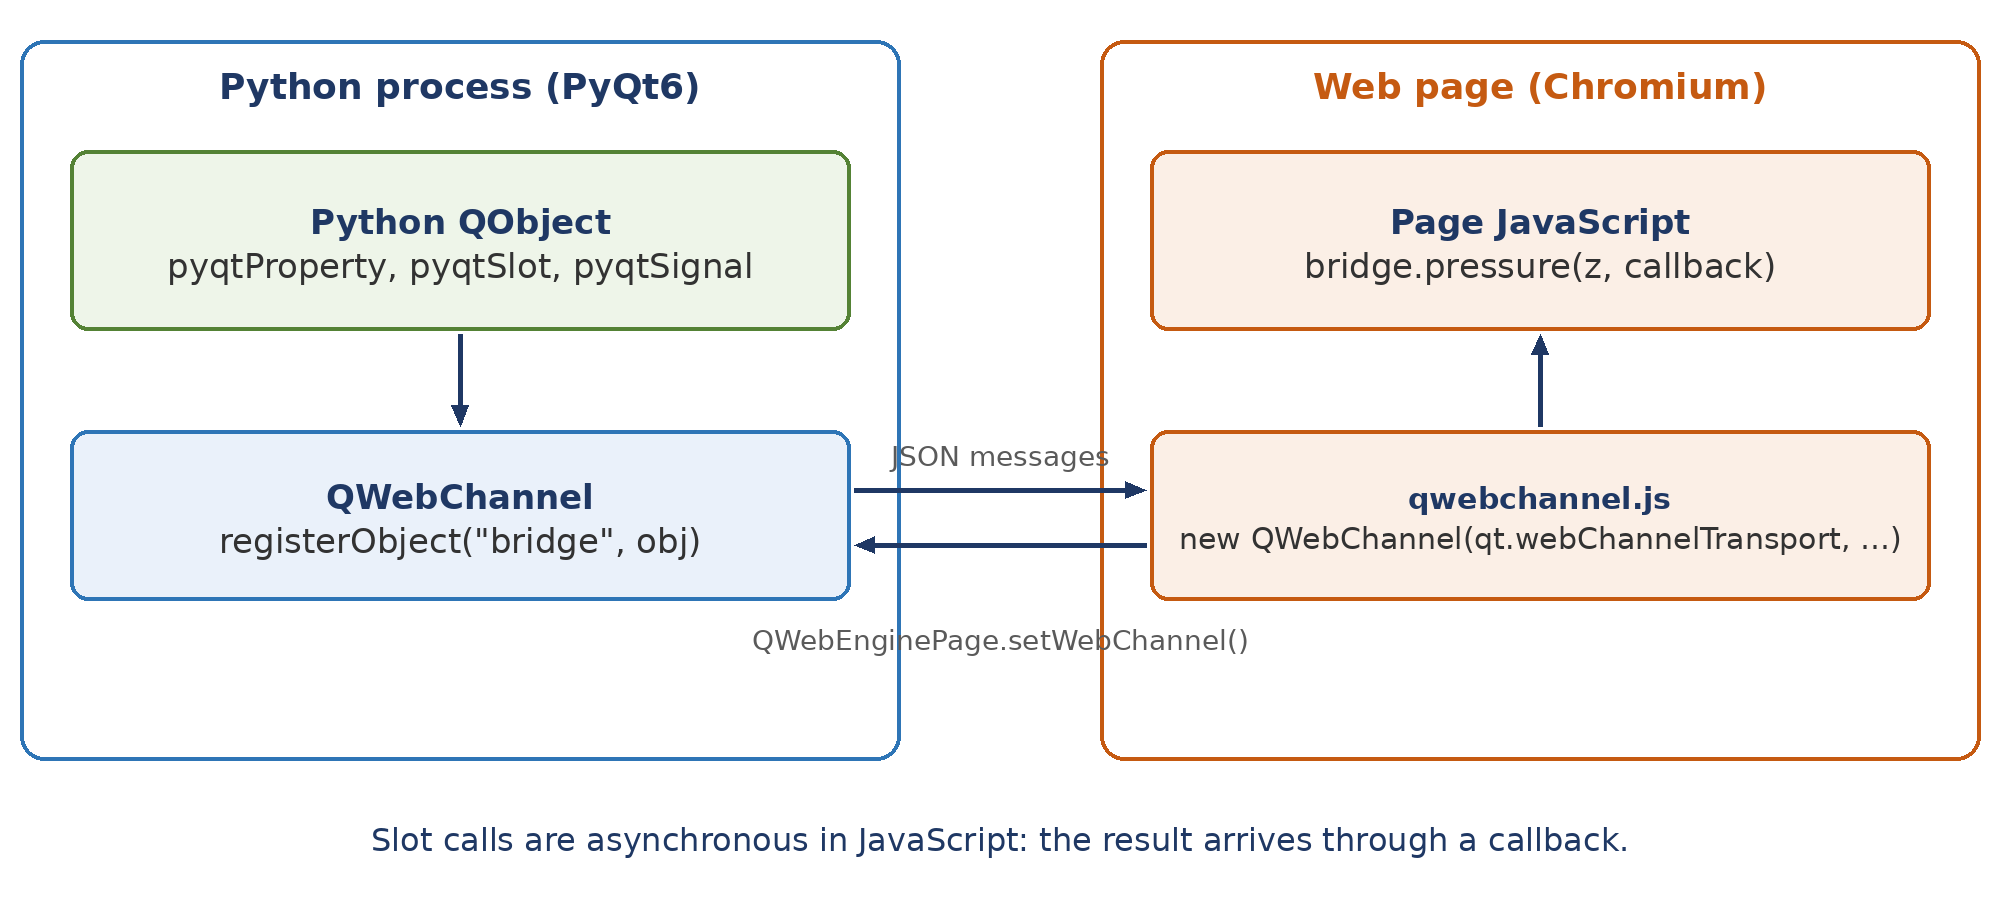 Python process (PyQt6)
Python QObject
pyqtProperty, pyqtSlot, pyqtSignal
QWebChannel
registerObject("bridge", obj)
JSON messages
QWebEnginePage.setWebChannel()
Web page (Chromium)
Page JavaScript
bridge.pressure(z, callback)
qwebchannel.js
new QWebChannel(qt.webChannelTransport, ...)
Slot calls are asynchronous in JavaScript: the result arrives through a callback.